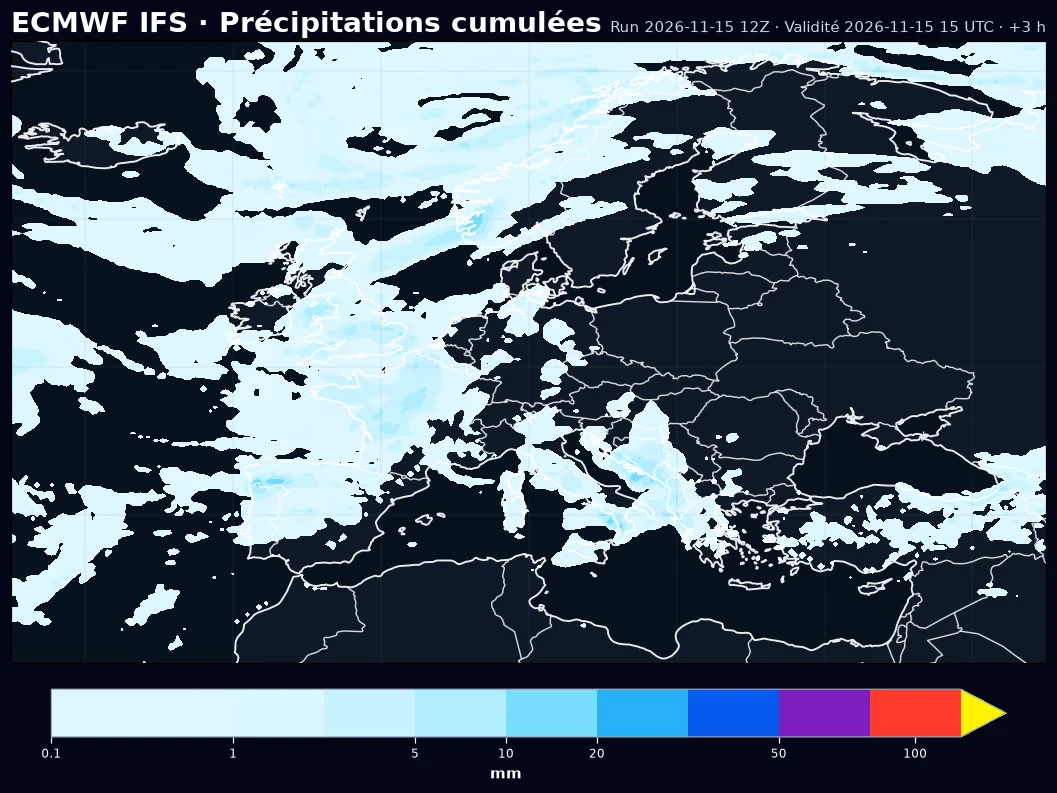 ECMWF IFS · Précipitations cumulées
Run 2026-11-15 12Z · Validité 2026-11-15 15 UTC · +3 h
0.1 1 5 10 20 50 100
mm